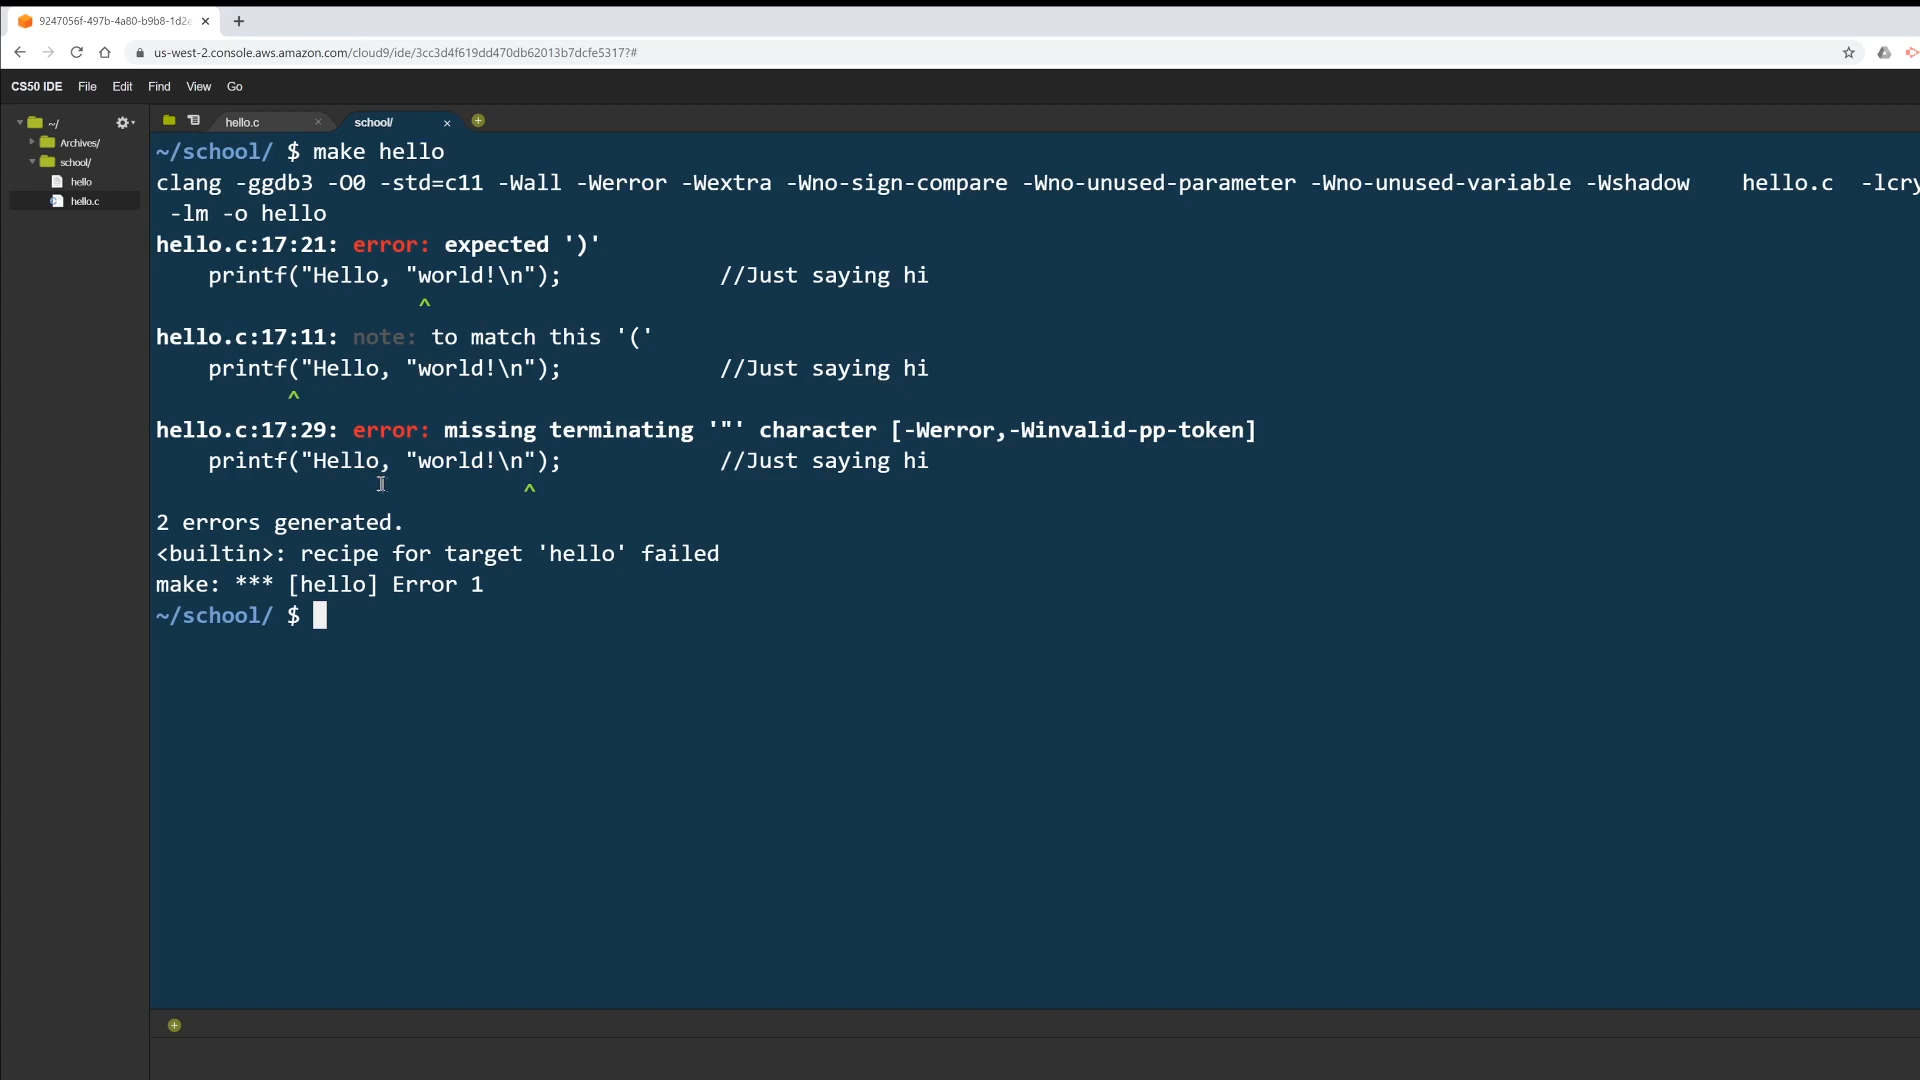 9247056f-497b-4a80-b9b8-1d2e
us-west-2.console.aws.amazon.com/cloud9/ide/3cc3d4f619dd470db62013b7dcfe5317?#
CS50 IDE File Edit Find View Go
~/
Archives/
school/
hello
hello.c
hello.c school/
~/school/ $ make hello
clang -ggdb3 -O0 -std=c11 -Wall -Werror -Wextra -Wno-sign-compare -Wno-unused-parameter -Wno-unused-variable -Wshadow    hello.c  -lcry
 -lm -o hello
hello.c:17:21: error: expected ')'
    printf("Hello, "world!\n");            //Just saying hi
                    ^
hello.c:17:11: note: to match this '('
    printf("Hello, "world!\n");            //Just saying hi
          ^
hello.c:17:29: error: missing terminating '"' character [-Werror,-Winvalid-pp-token]
    printf("Hello, "world!\n");            //Just saying hi
                            ^
2 errors generated.
<builtin>: recipe for target 'hello' failed
make: *** [hello] Error 1
~/school/ $